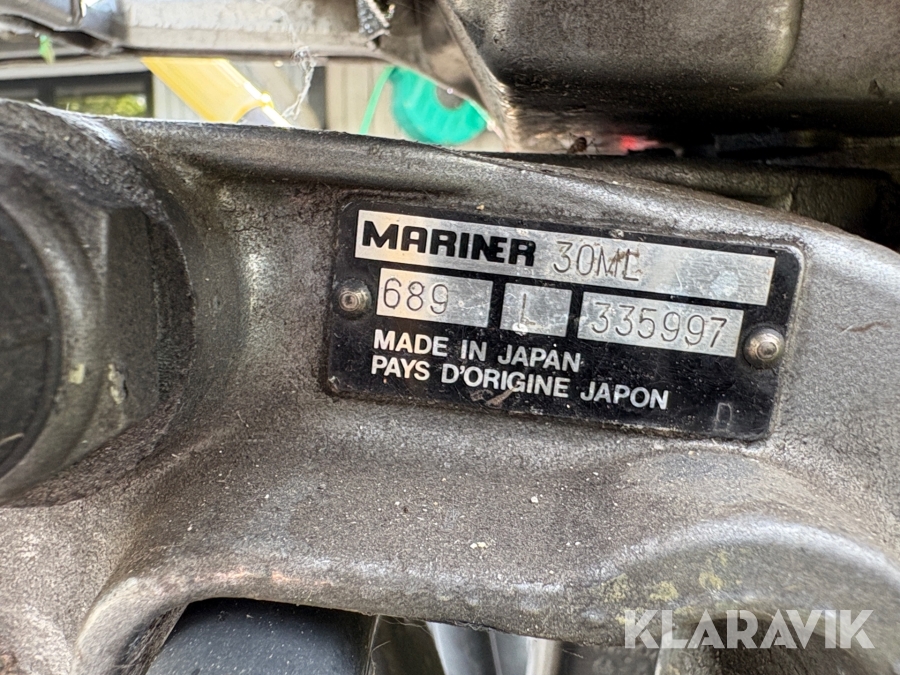 MARINER 30ML
689 L 335997
MADE IN JAPAN
PAYS D'ORIGINE JAPON
D
KLARAVIK